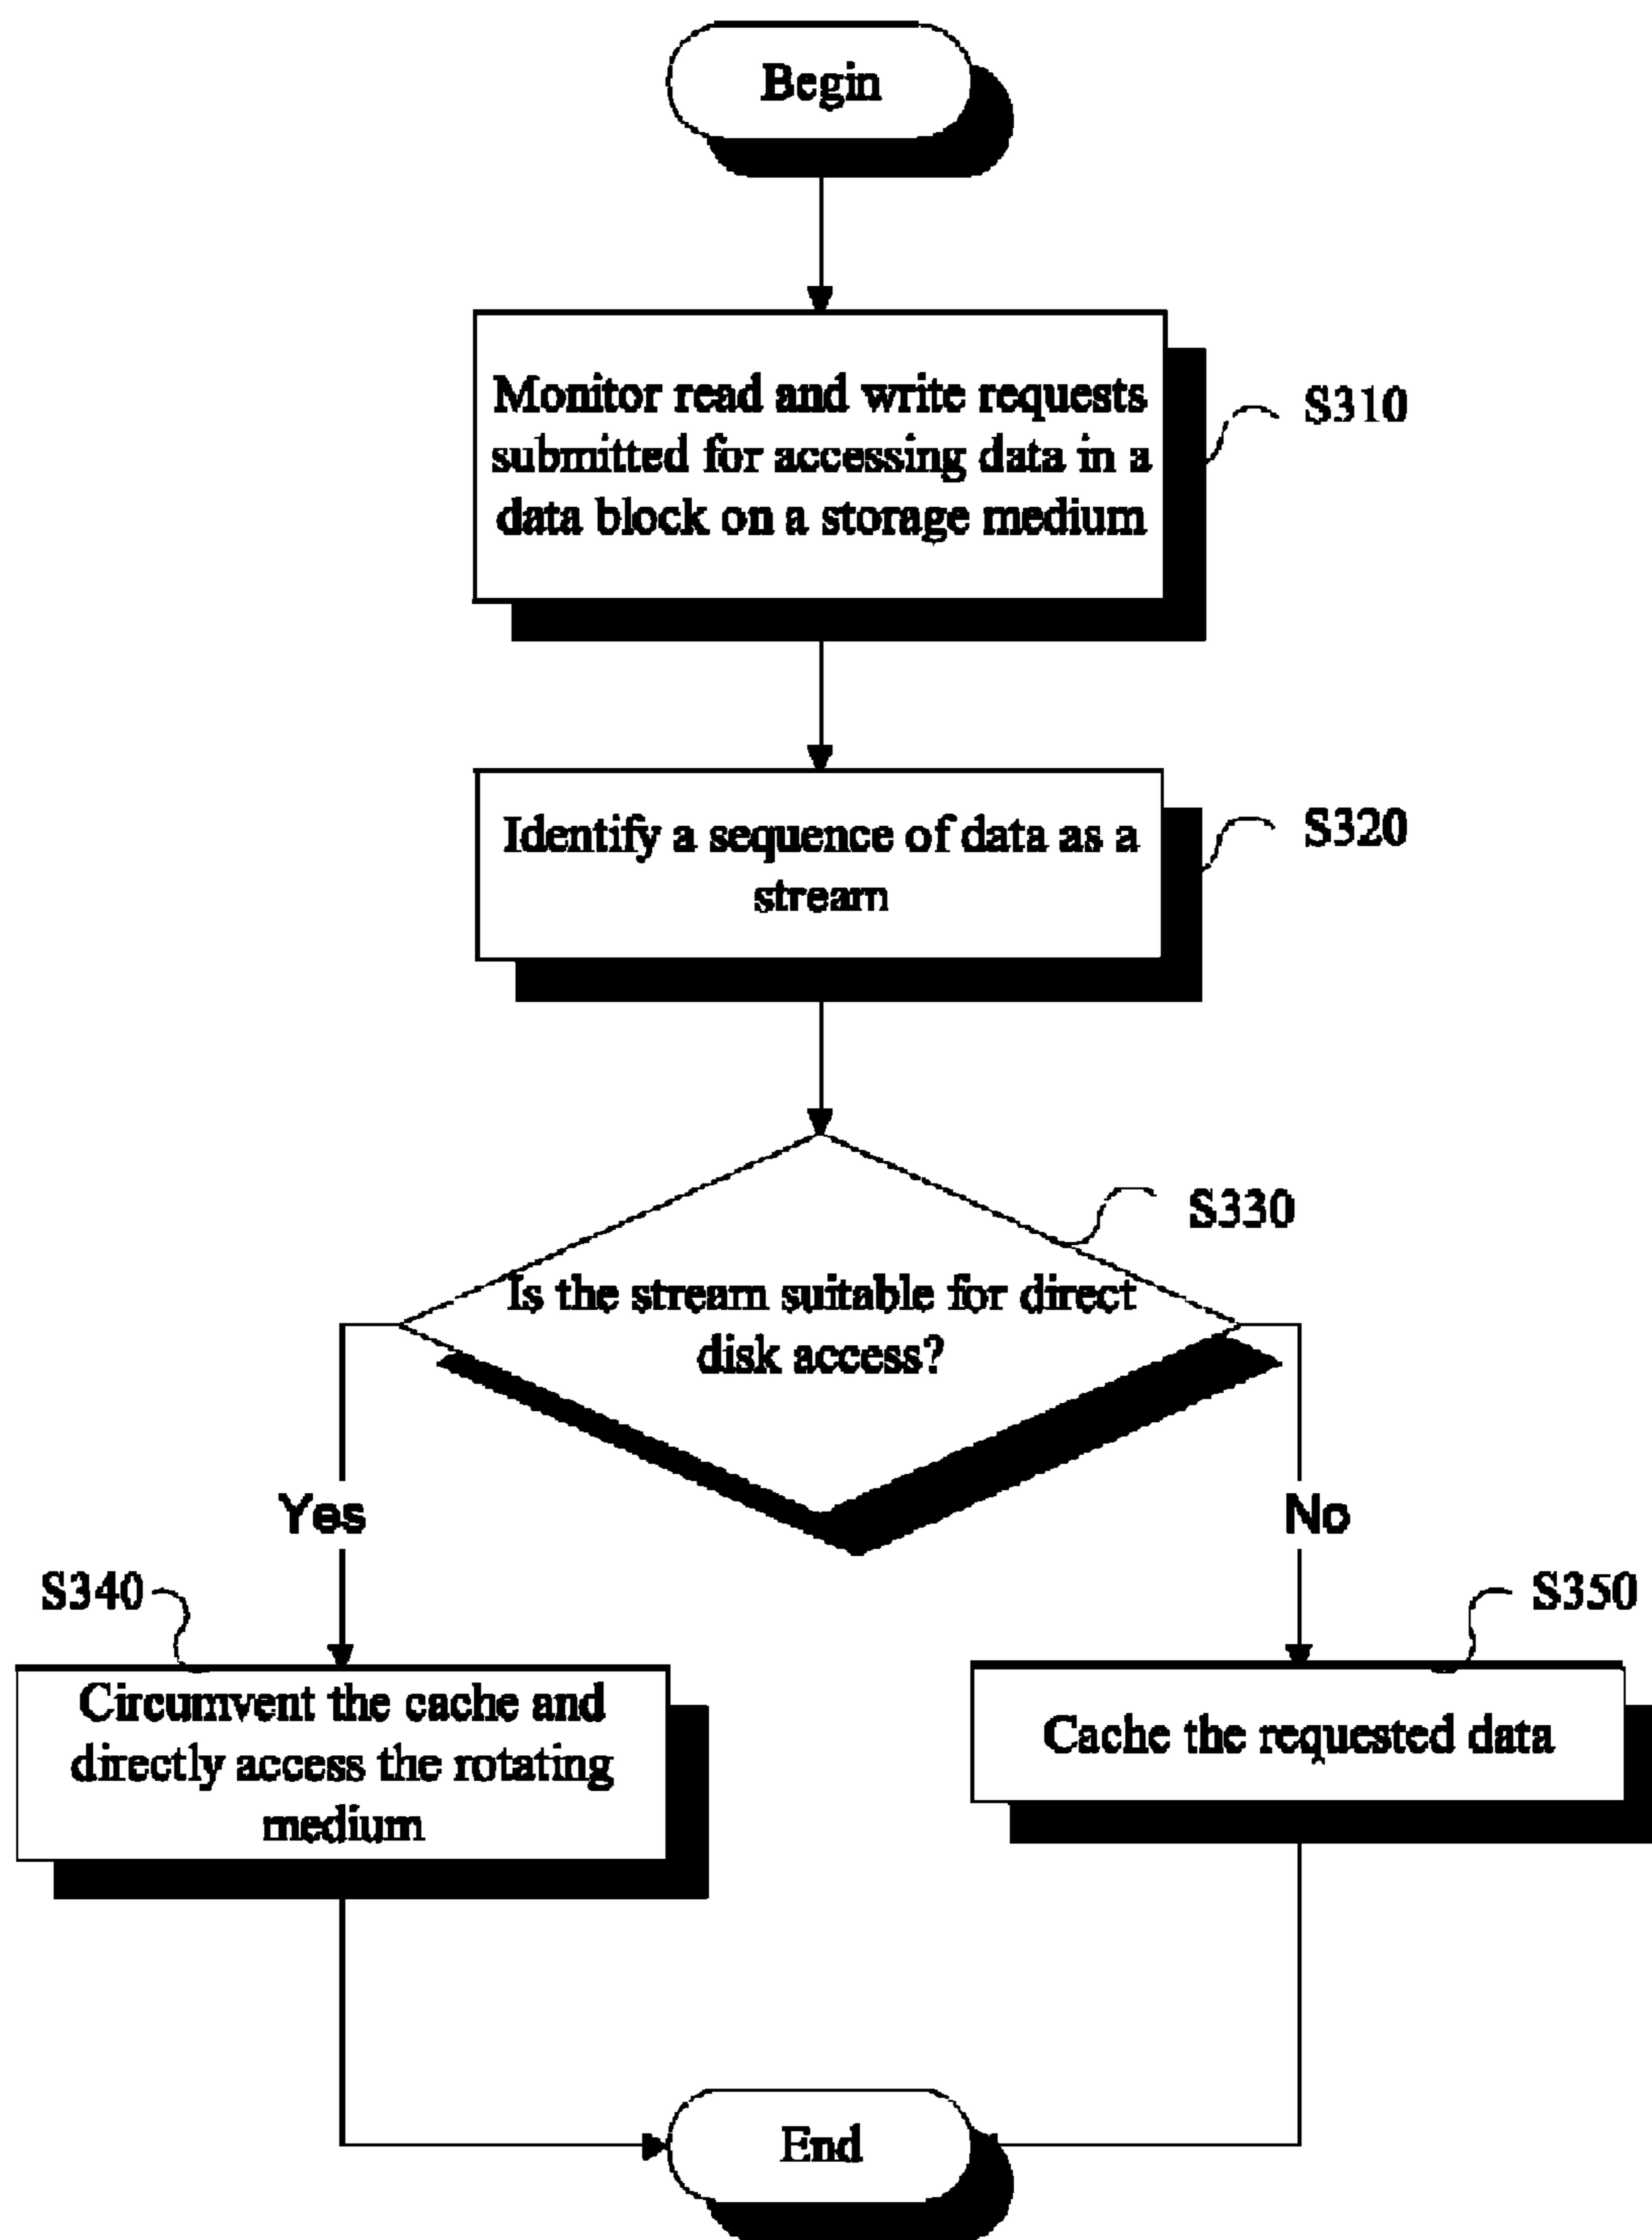 Begin
Monitor read and write requests
submitted for accessing data in a
data block on a storage medium
S310
Identify a sequence of data as a
stream
S320
S330
Is the stream suitable for direct
disk access?
Yes
No
S340
S350
Circumvent the cache and
directly access the rotating
medium
Cache the requested data
End